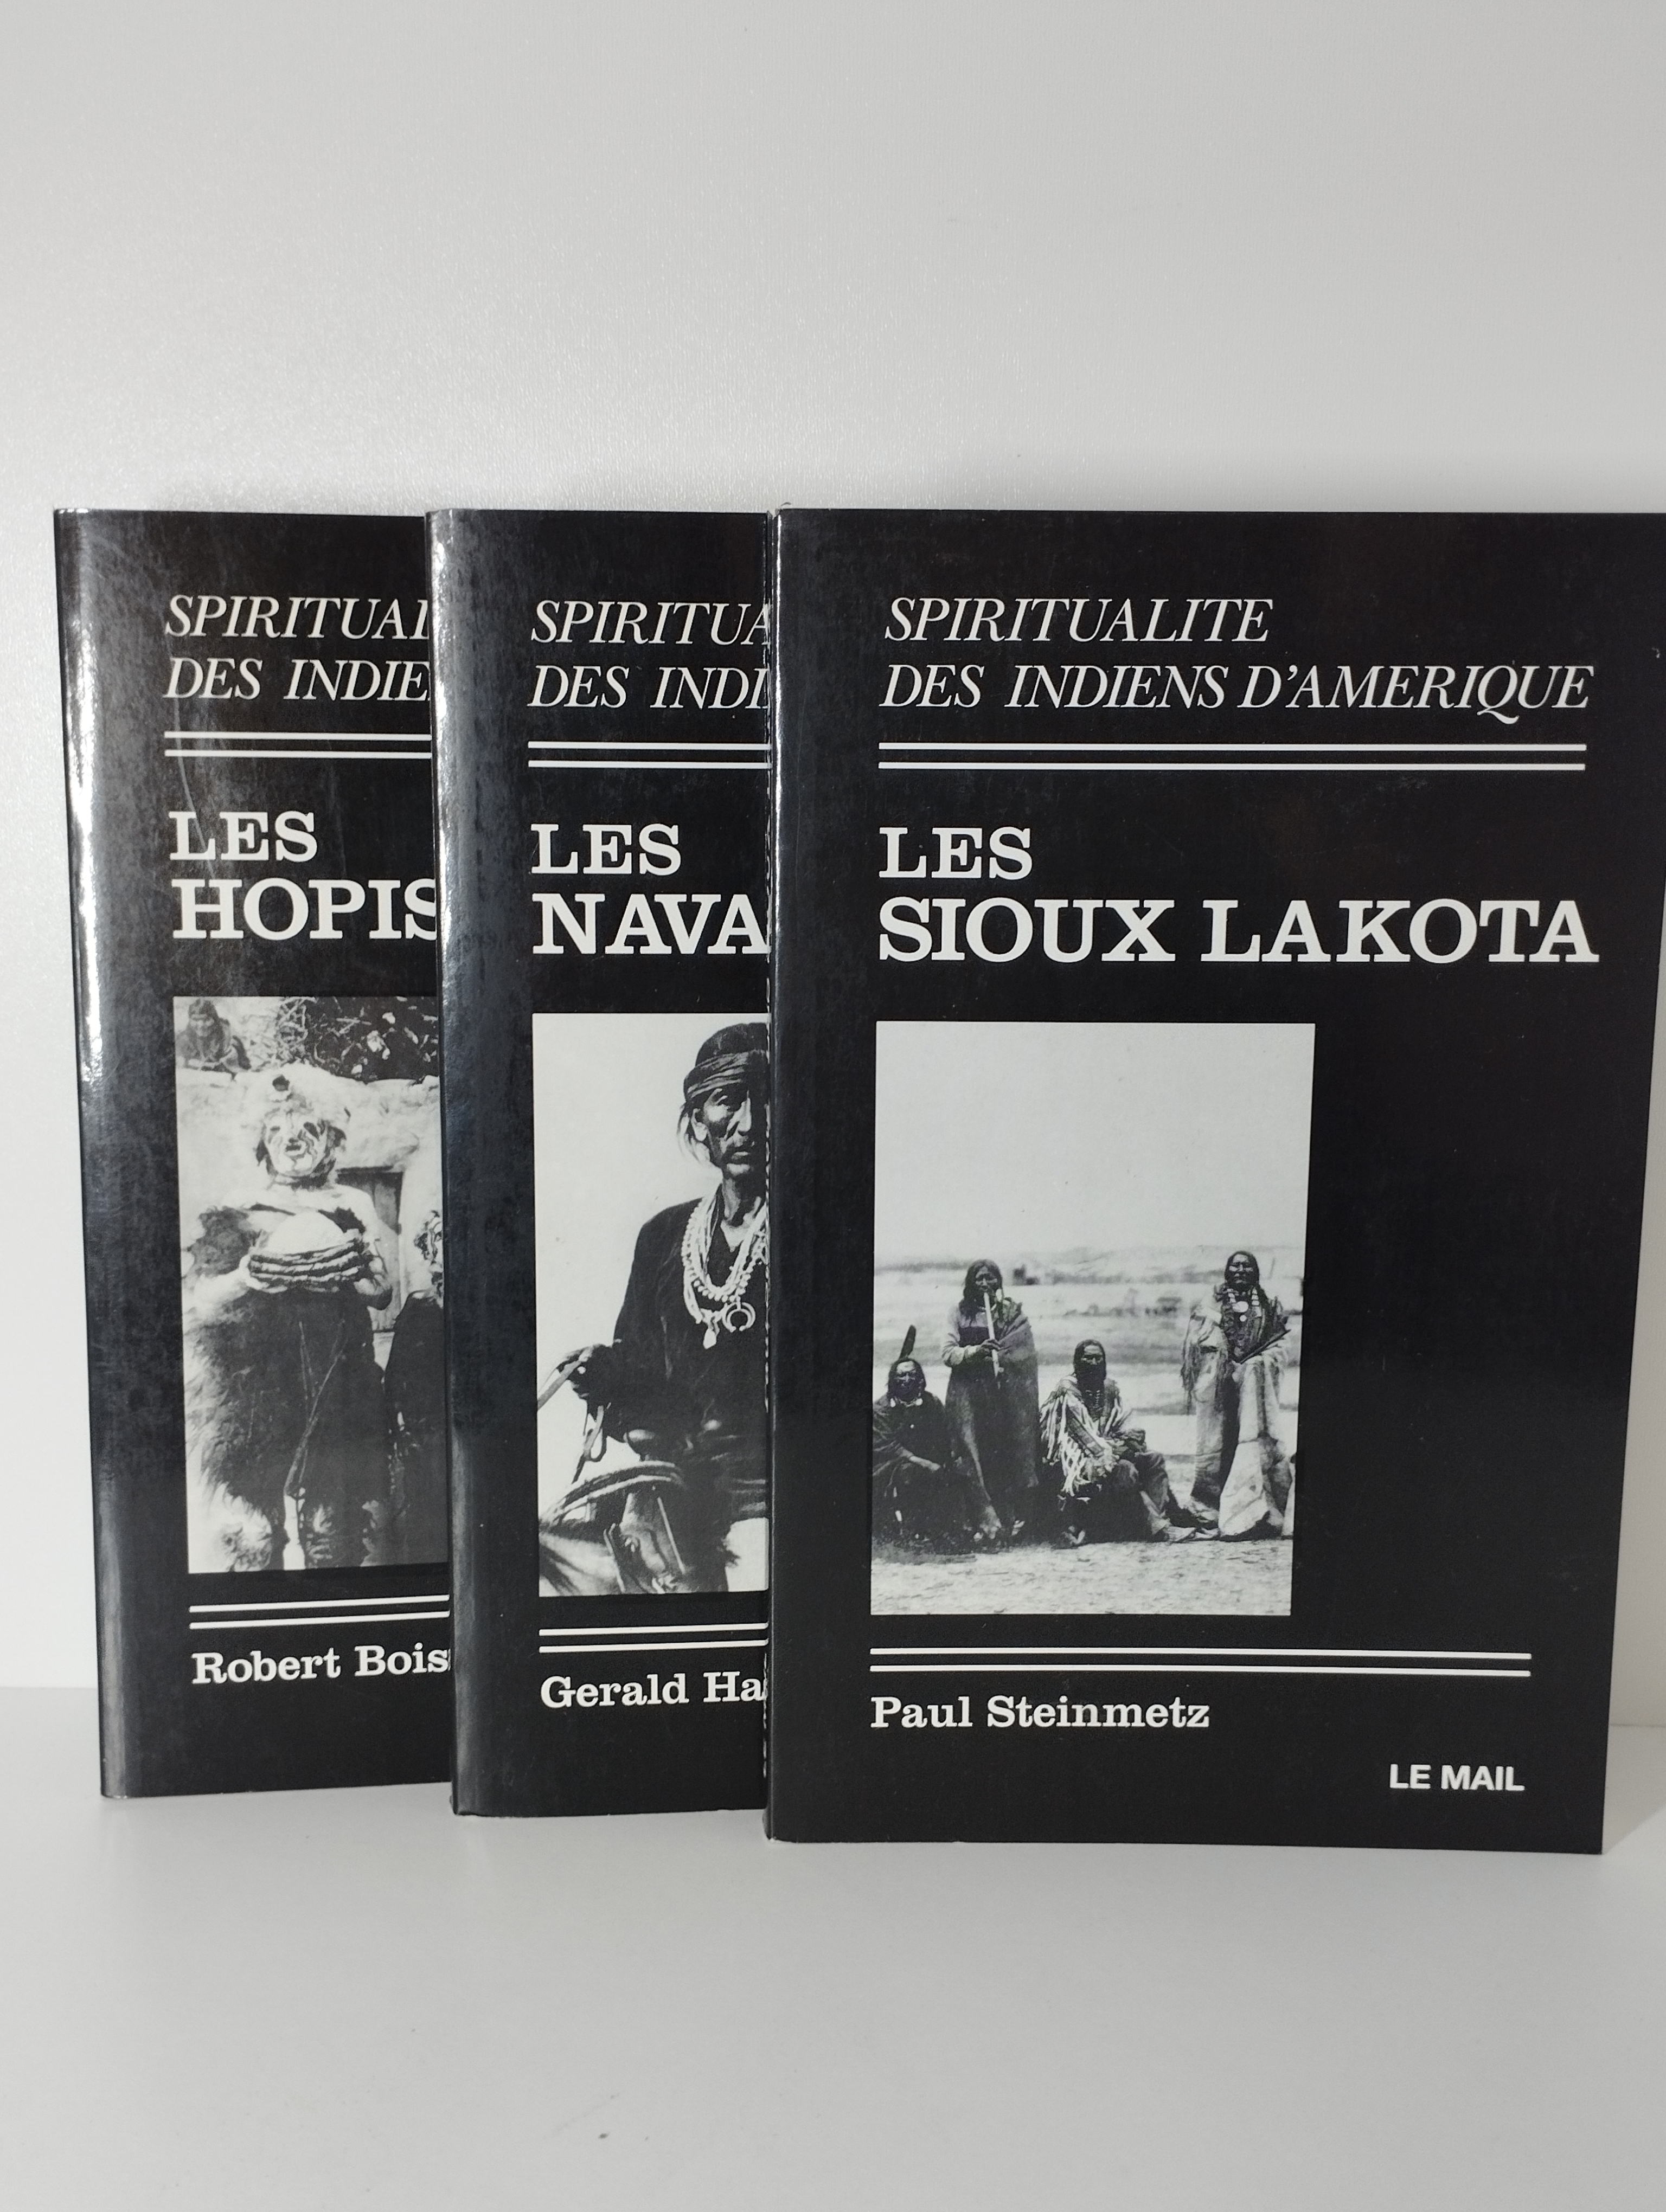 SPIRITUAL
DES INDIE
LES
HOPIS
Robert Bois
SPIRITUA
DES INDI
LES
NAVA
Gerald Ha
SPIRITUALITE
DES INDIENS D'AMERIQUE
LES
SIOUX LAKOTA
Paul Steinmetz
LE MAIL